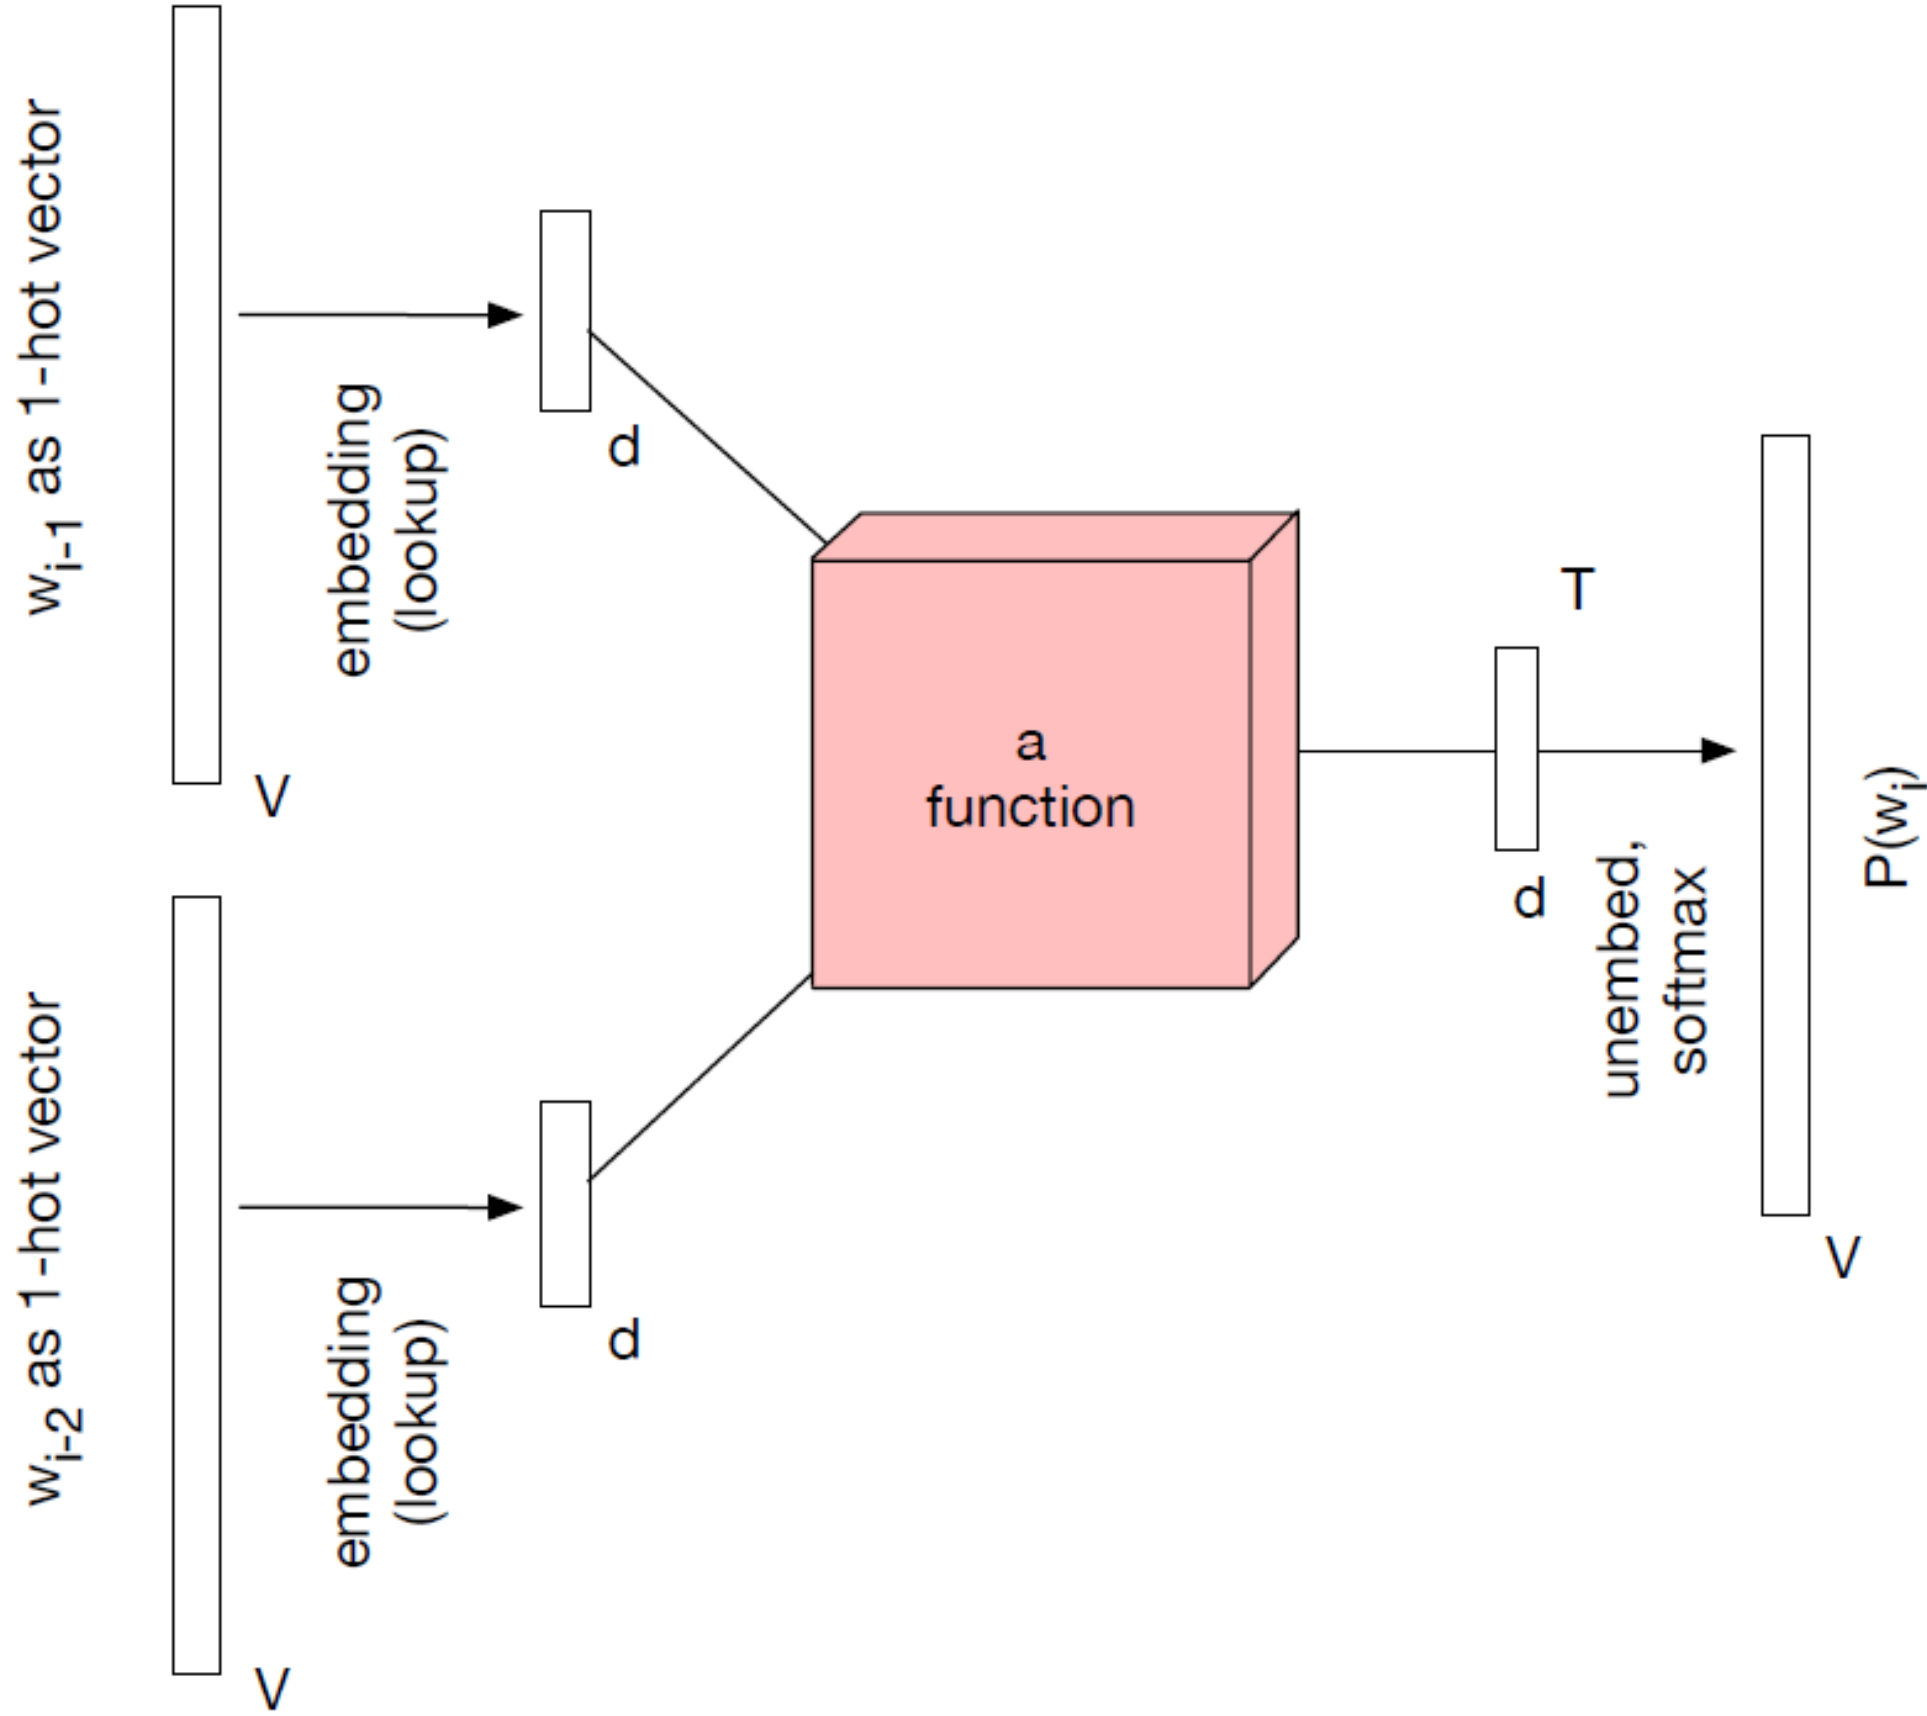 w_{i-1} as 1-hot vector
V
embedding
(lookup)
d
w_{i-2} as 1-hot vector
V
embedding
(lookup)
d
a
function
T
d
unembed,
softmax
P(w_i)
V